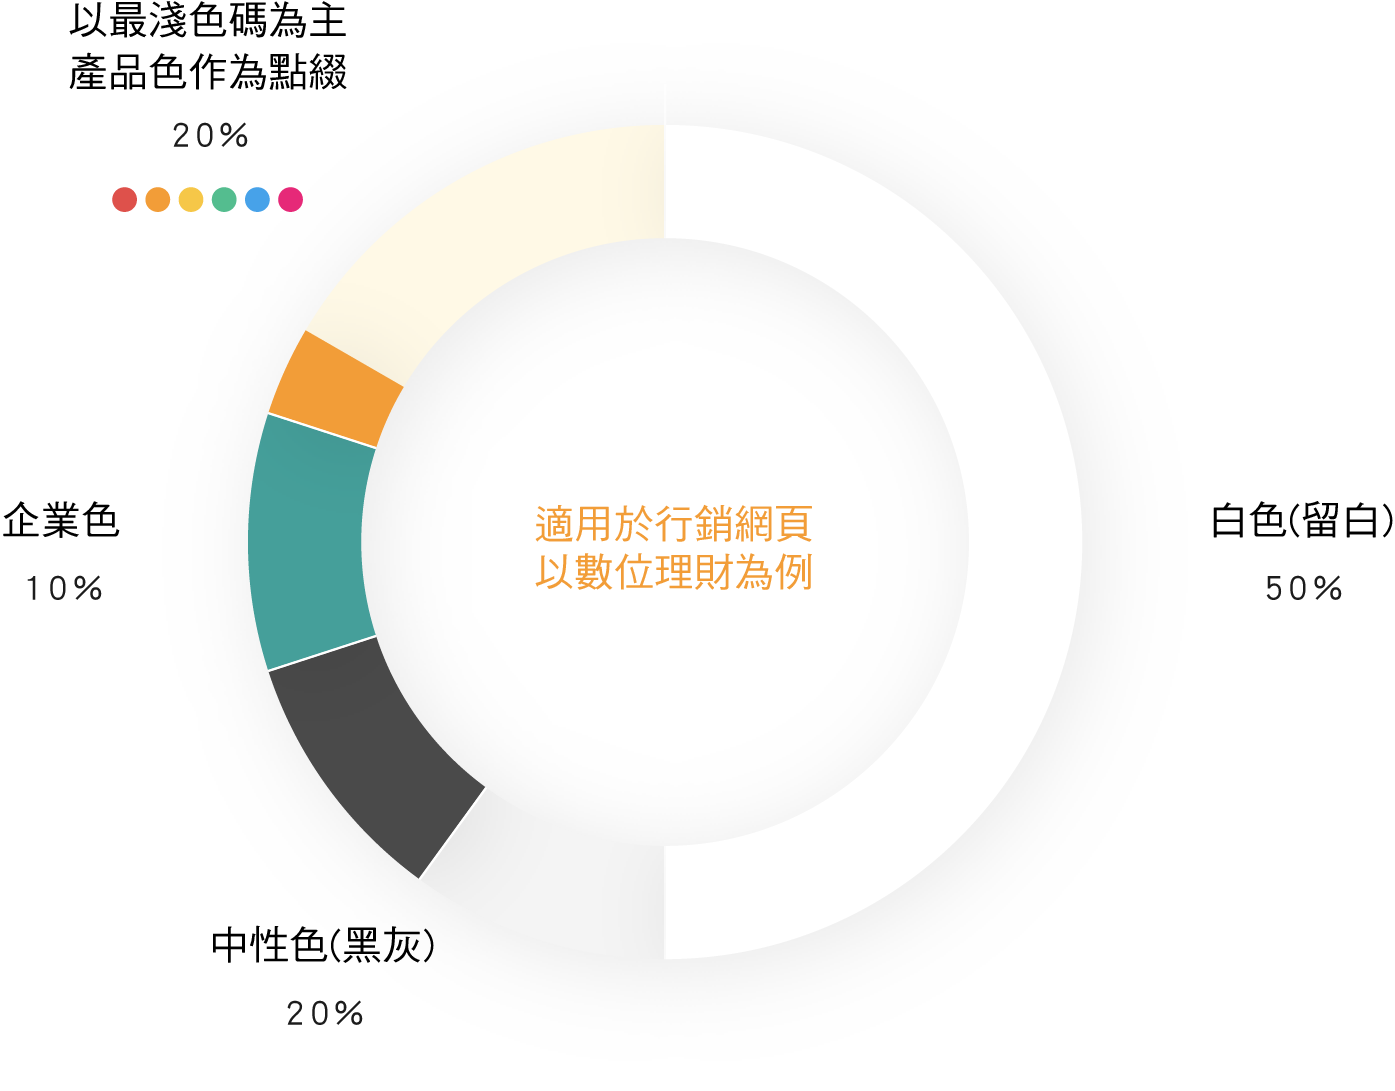 以最淺色碼為主
產品色作為點綴
20%
企業色
10%
適用於行銷網頁
以數位理財為例
白色(留白)
50%
中性色(黑灰)
20%